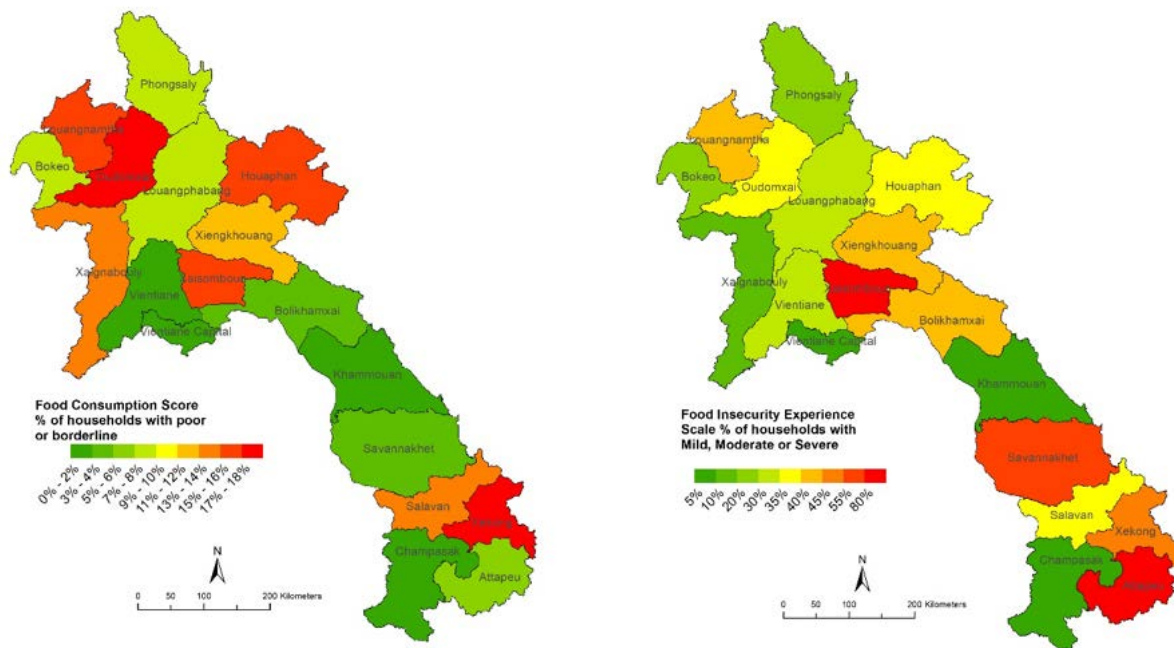 Phongsaly
Louangnamtha
Bokeo
Louangphabang
Houaphan
Xiengkhouang
Xaignabouly
Vientiane
Bolikhamxai
Vientiane Capital
Khammouan
Food Consumption Score
% of households with poor
or borderline
0% - 2%
3% - 4%
5% - 6%
7% - 8%
9% - 10%
11% - 12%
13% - 14%
15% - 16%
17% - 18%
Savannakhet
Salavan
Champasak
Attapeu
N
0 50 100 200 Kilometers
Phongsaly
Louangnamtha
Bokeo
Oudomxai
Louangphabang
Houaphan
Xiengkhouang
Xaignabouly
Vientiane
Bolikhamxai
Vientiane Capital
Khammouan
Food Insecurity Experience
Scale % of households with
Mild, Moderate or Severe
5%
10%
20%
30%
35%
40%
45%
55%
80%
Savannakhet
Salavan
Xekong
Champasak
Attapeu
N
0 50 100 200 Kilometers